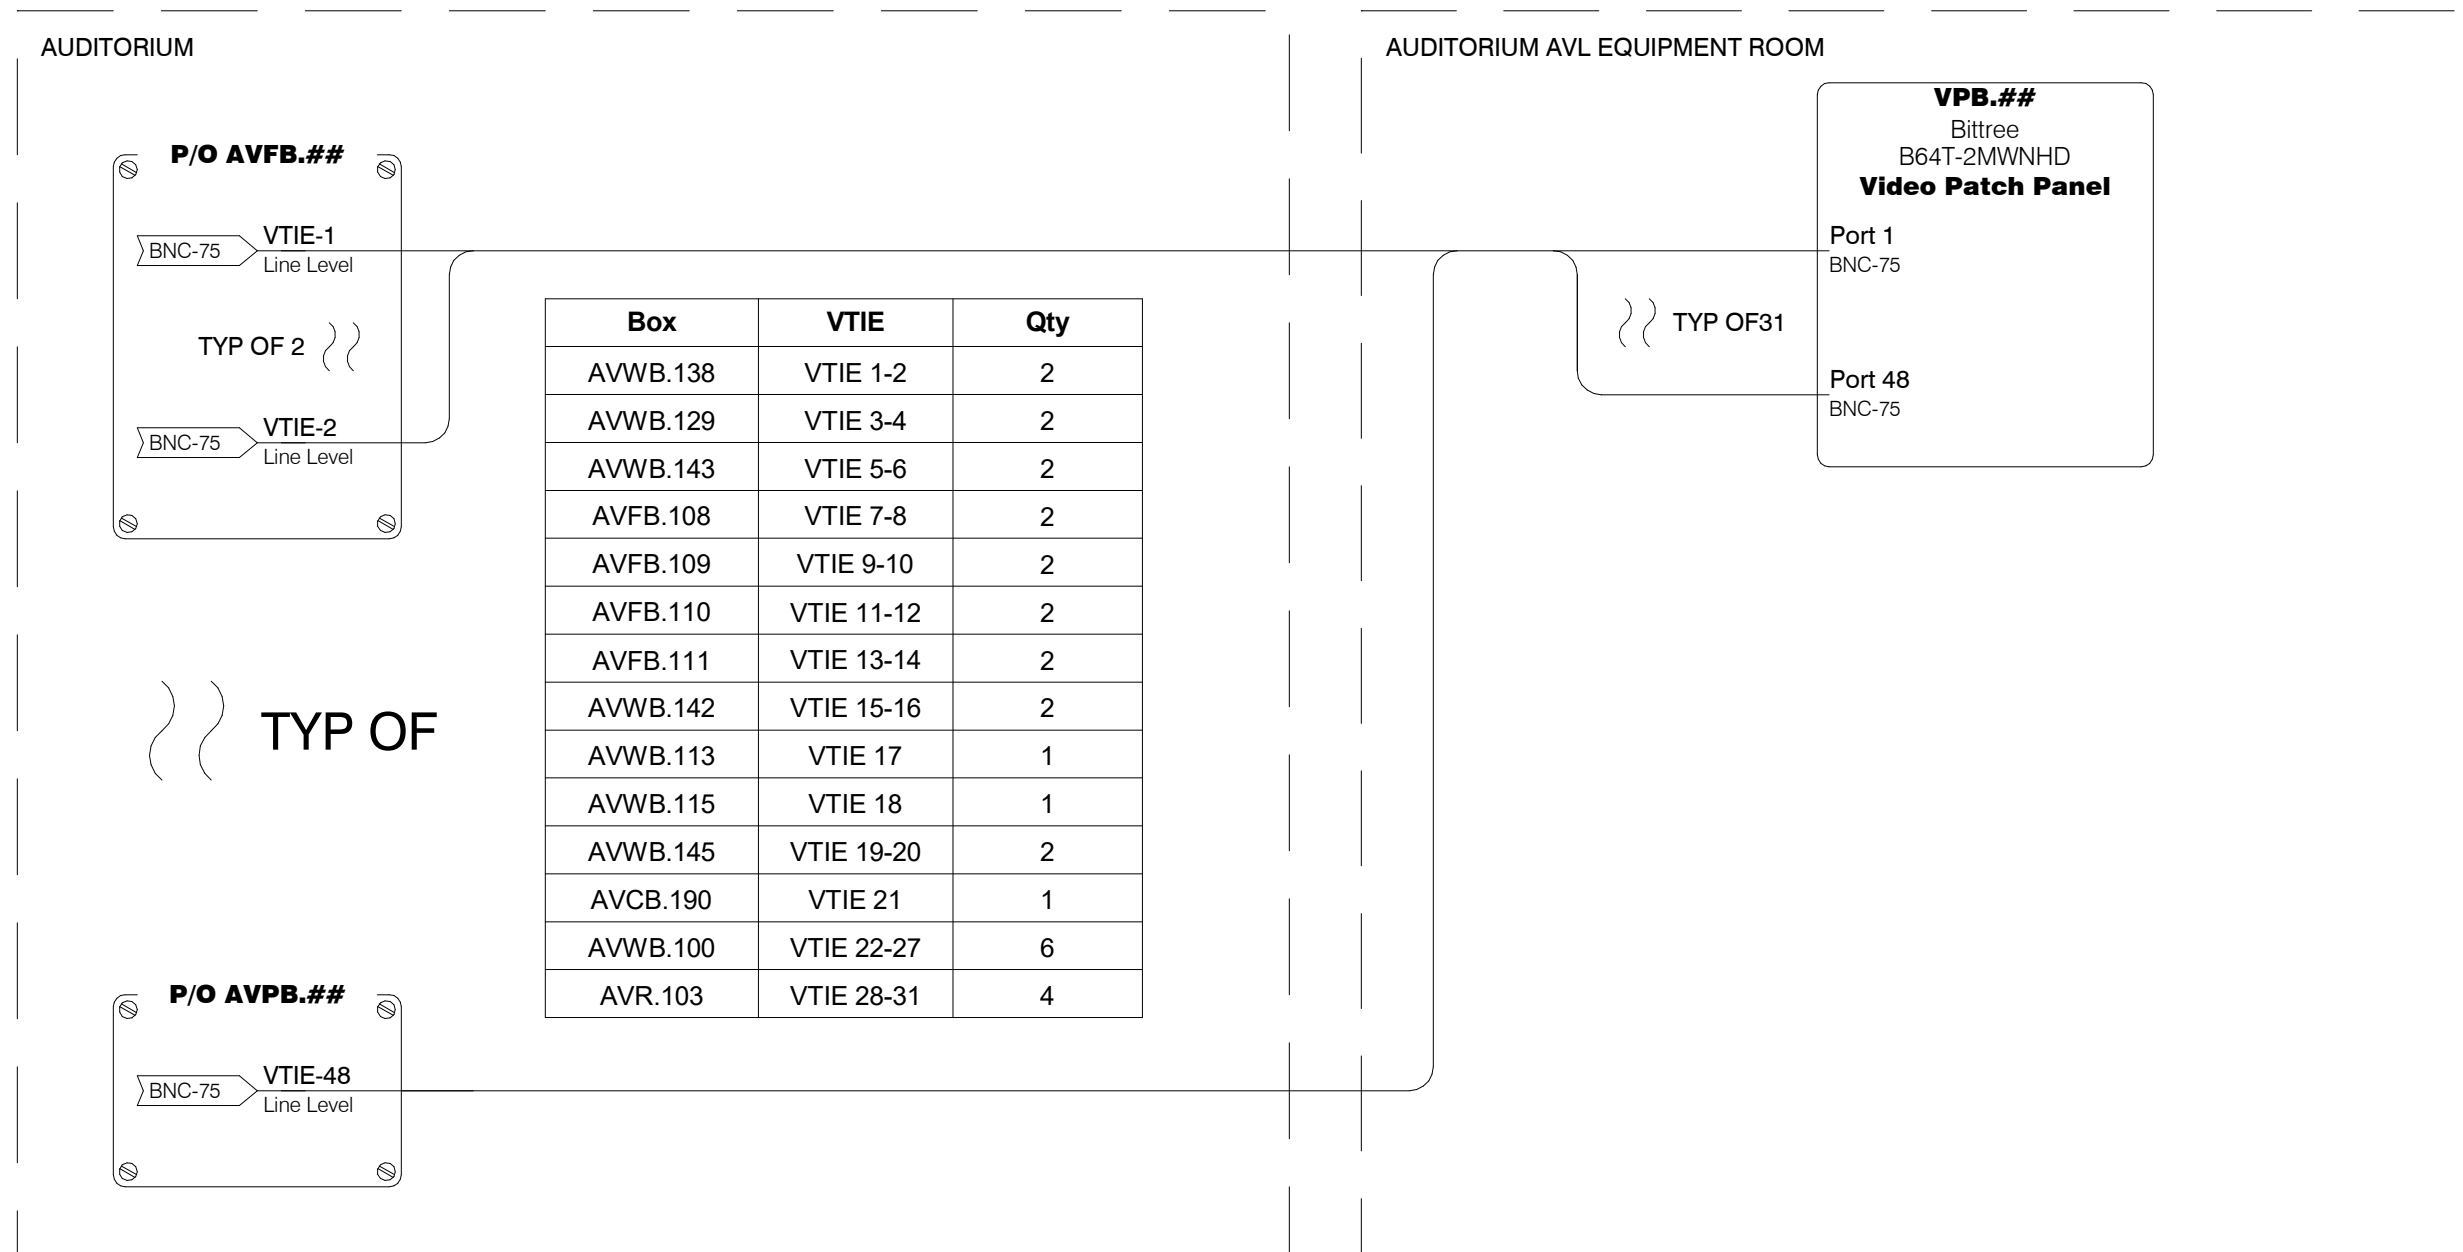 AUDITORIUM
P/O AVFB.##
BNC-75
VTIE-1
Line Level
TYP OF 2
BNC-75
VTIE-2
Line Level
TYP OF
P/O AVPB.##
BNC-75
VTIE-48
Line Level
Box VTIE Qty
AVWB.138 VTIE 1-2 2
AVWB.129 VTIE 3-4 2
AVWB.143 VTIE 5-6 2
AVFB.108 VTIE 7-8 2
AVFB.109 VTIE 9-10 2
AVFB.110 VTIE 11-12 2
AVFB.111 VTIE 13-14 2
AVWB.142 VTIE 15-16 2
AVWB.113 VTIE 17 1
AVWB.115 VTIE 18 1
AVWB.145 VTIE 19-20 2
AVCB.190 VTIE 21 1
AVWB.100 VTIE 22-27 6
AVR.103 VTIE 28-31 4
AUDITORIUM AVL EQUIPMENT ROOM
VPB.##
Bittree
B64T-2MWNHD
Video Patch Panel
Port 1
BNC-75
TYP OF31
Port 48
BNC-75